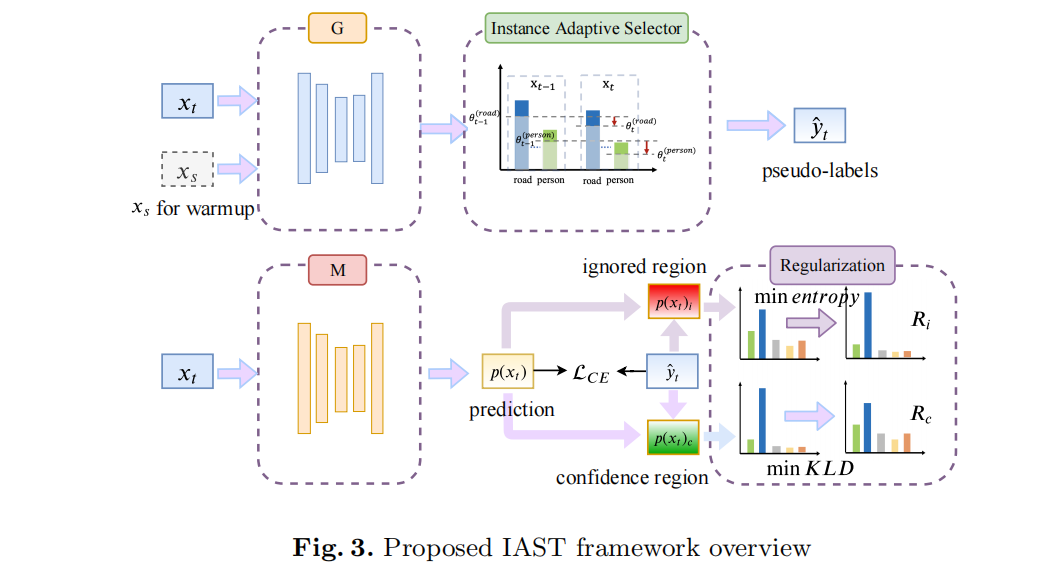 G
Instance Adaptive Selector
x_t
x_s
x_s for warmup
x_{t-1}
x_t
θ_{t-1}^{(road)}
θ_t^{(road)}
θ_{t-1}^{(person)}
....
.....
θ_t^{(person)}
road person
road person
ŷ_t
pseudo-labels
M
ignored region
Regularization
p(x_t)_i
min entropy
R_i
x_t
p(x_t)
ℒ_{CE}
ŷ_t
prediction
p(x_t)_c
R_c
confidence region
min KLD
Fig. 3. Proposed IAST framework overview